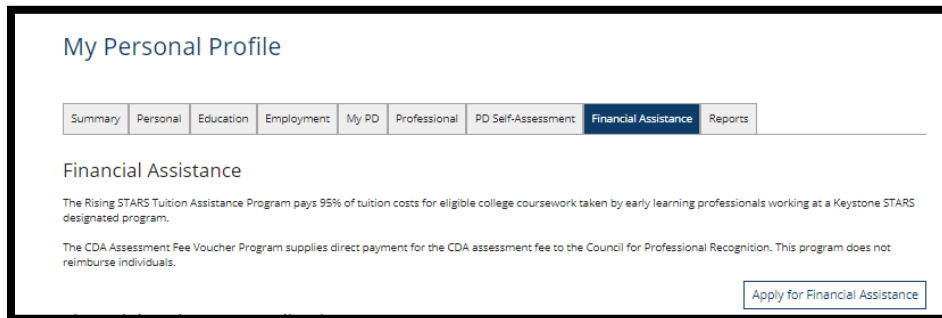 My Personal Profile
Summary Personal Education Employment My PD Professional PD Self-Assessment Financial Assistance Reports
Financial Assistance
The Rising STARS Tuition Assistance Program pays 95% of tuition costs for eligible college coursework taken by early learning professionals working at a Keystone STARS
designated program.
The CDA Assessment Fee Voucher Program supplies direct payment for the CDA assessment fee to the Council for Professional Recognition. This program does not
reimburse individuals.
Apply for Financial Assistance